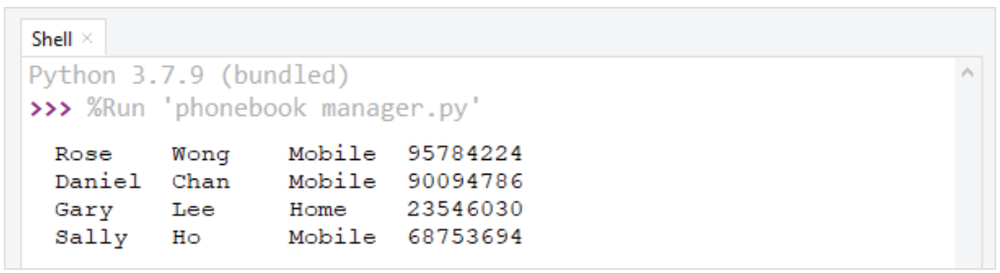 Shell ×
Python 3.7.9 (bundled)
>>> %Run 'phonebook manager.py'
Rose    Wong    Mobile  95784224
Daniel  Chan    Mobile  90094786
Gary    Lee     Home    23546030
Sally   Ho      Mobile  68753694